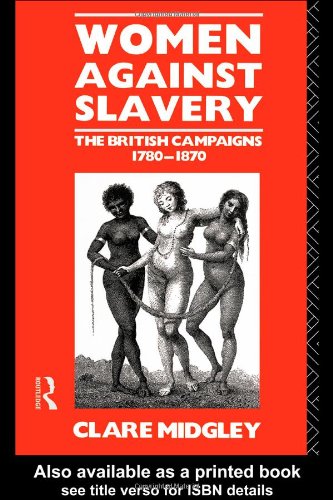 WOMEN
AGAINST
SLAVERY
THE BRITISH CAMPAIGNS
1780–1870
ROUTLEDGE
CLARE MIDGLEY
Also available as a printed book
see title verso for ISBN details